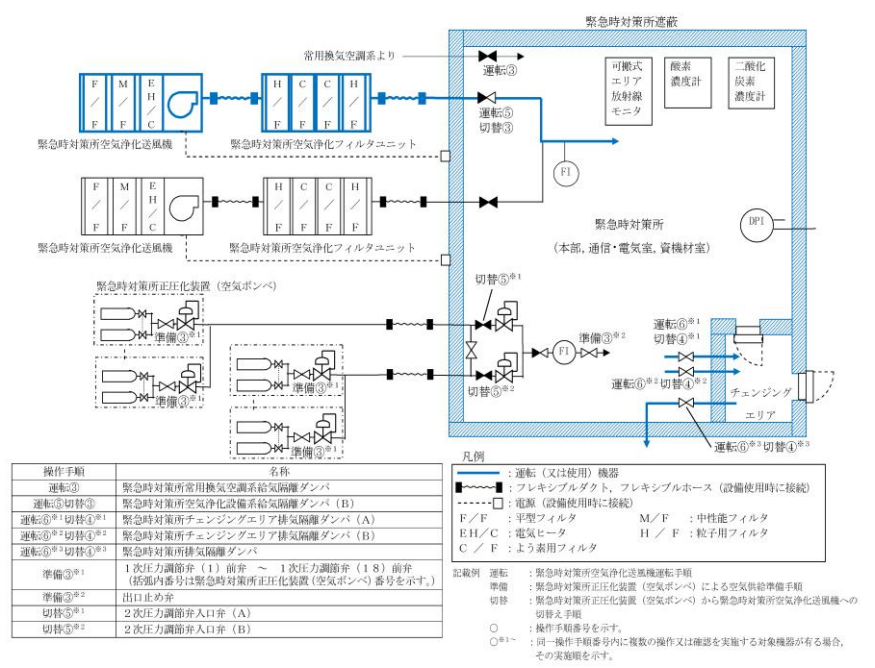 緊急時対策所遮蔽
常用換気空調系より
運転③
可搬式
エリア
放射線
モニタ
酸素
濃度計
二酸化
炭素
濃度計
F/F
M/F
EH/C
H/F
C/F
C/F
H/F
運転⑤
切替③
緊急時対策所空気浄化送風機
緊急時対策所空気浄化フィルタユニット
FI
F/F
M/F
EH/C
H/F
C/F
C/F
H/F
緊急時対策所
DPI
(本部, 通信・電気室, 資機材室)
緊急時対策所空気浄化送風機
緊急時対策所空気浄化フィルタユニット
緊急時対策所正圧化装置(空気ボンベ)
切替⑤※1
準備③※1
準備③※1
準備③※1
準備③※1
FI
準備③※2
切替⑤※2
運転⑥※1
切替④※1
運転⑥※2切替④※2
チェンジング
エリア
運転⑥※3切替④※3
操作手順 名称
運転③ 緊急時対策所常用換気空調系給気隔離ダンパ
運転⑤切替③ 緊急時対策所空気浄化設備系給気隔離ダンパ(B)
運転⑥※1切替④※1 緊急時対策所チェンジングエリア排気隔離ダンパ(A)
運転⑥※2切替④※2 緊急時対策所チェンジングエリア排気隔離ダンパ(B)
運転⑥※3切替④※3 緊急時対策所排気隔離ダンパ
準備③※1 1次圧力調節弁(1)前弁 ~ 1次圧力調節弁(18)前弁
(括弧内番号は緊急時対策所正圧化装置(空気ボンベ)番号を示す。)
準備③※2 出口止め弁
切替⑤※1 2次圧力調節弁入口弁(A)
切替⑤※2 2次圧力調節弁入口弁(B)
凡例
:運転(又は使用)機器
:フレキシブルダクト, フレキシブルホース(設備使用時に接続)
:電源(設備使用時に接続)
F/F :平型フィルタ M/F :中性能フィルタ
EH/C :電気ヒータ H / F :粒子用フィルタ
C / F :よう素用フィルタ
記載例 運転 :緊急時対策所空気浄化送風機運転手順
準備 :緊急時対策所正圧化装置(空気ボンベ)による空気供給準備手順
切替 :緊急時対策所正圧化装置(空気ボンベ)から緊急時対策所空気浄化送風機への
切替え手順
○ :操作手順番号を示す。
○※1~ :同一操作手順番号内に複数の操作又は確認を実施する対象機器が有る場合,
その実施順を示す。